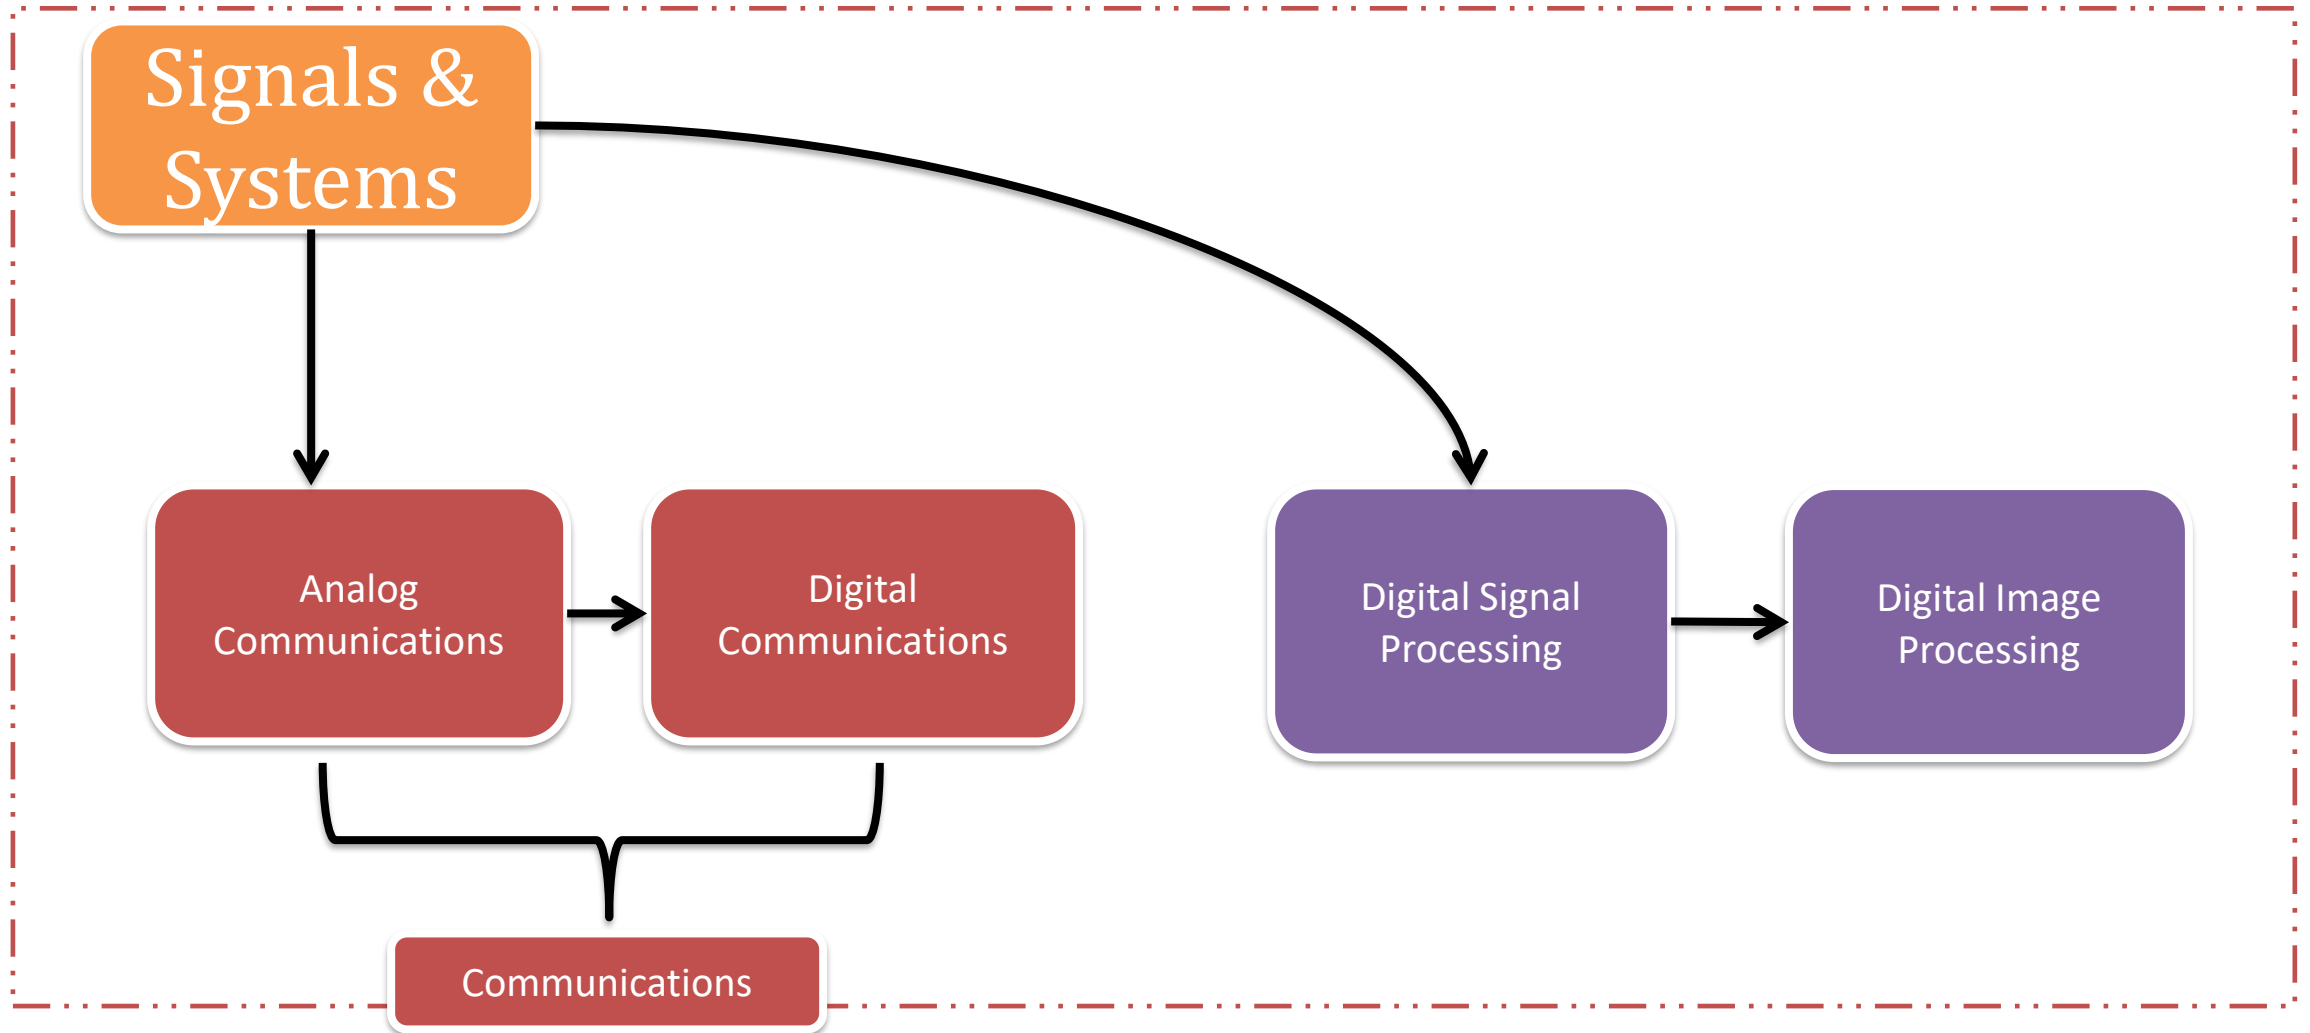 Signals &
Systems
Analog
Communications
Digital
Communications
Digital Signal
Processing
Digital Image
Processing
Communications